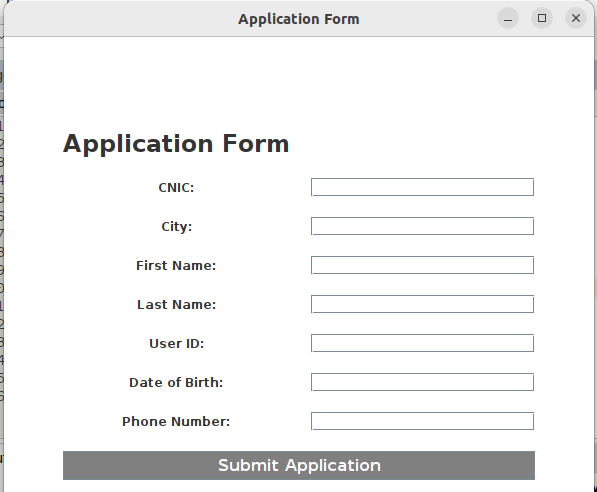 Application Form
Application Form
CNIC:
City:
First Name:
Last Name:
User ID:
Date of Birth:
Phone Number:
Submit Application